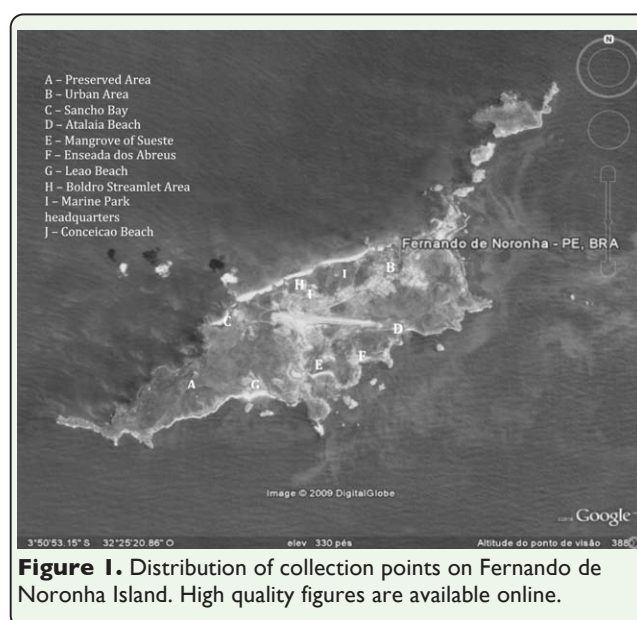 N
A – Preserved Area
B – Urban Area
C – Sancho Bay
D – Atalaia Beach
E – Mangrove of Sueste
F – Enseada dos Abreus
G – Leao Beach
H – Boldro Streamlet Area
I – Marine Park
headquarters
J – Conceicao Beach
Fernando de Noronha - PE, BRA
I B
H
C
D
E
A G
Image © 2009 DigitalGlobe
Google
3°50'53.15" S 32°25'20.86" O elev 330 pés Altitude do ponto de visão
Figure 1. Distribution of collection points on Fernando de
Noronha Island. High quality figures are available online.